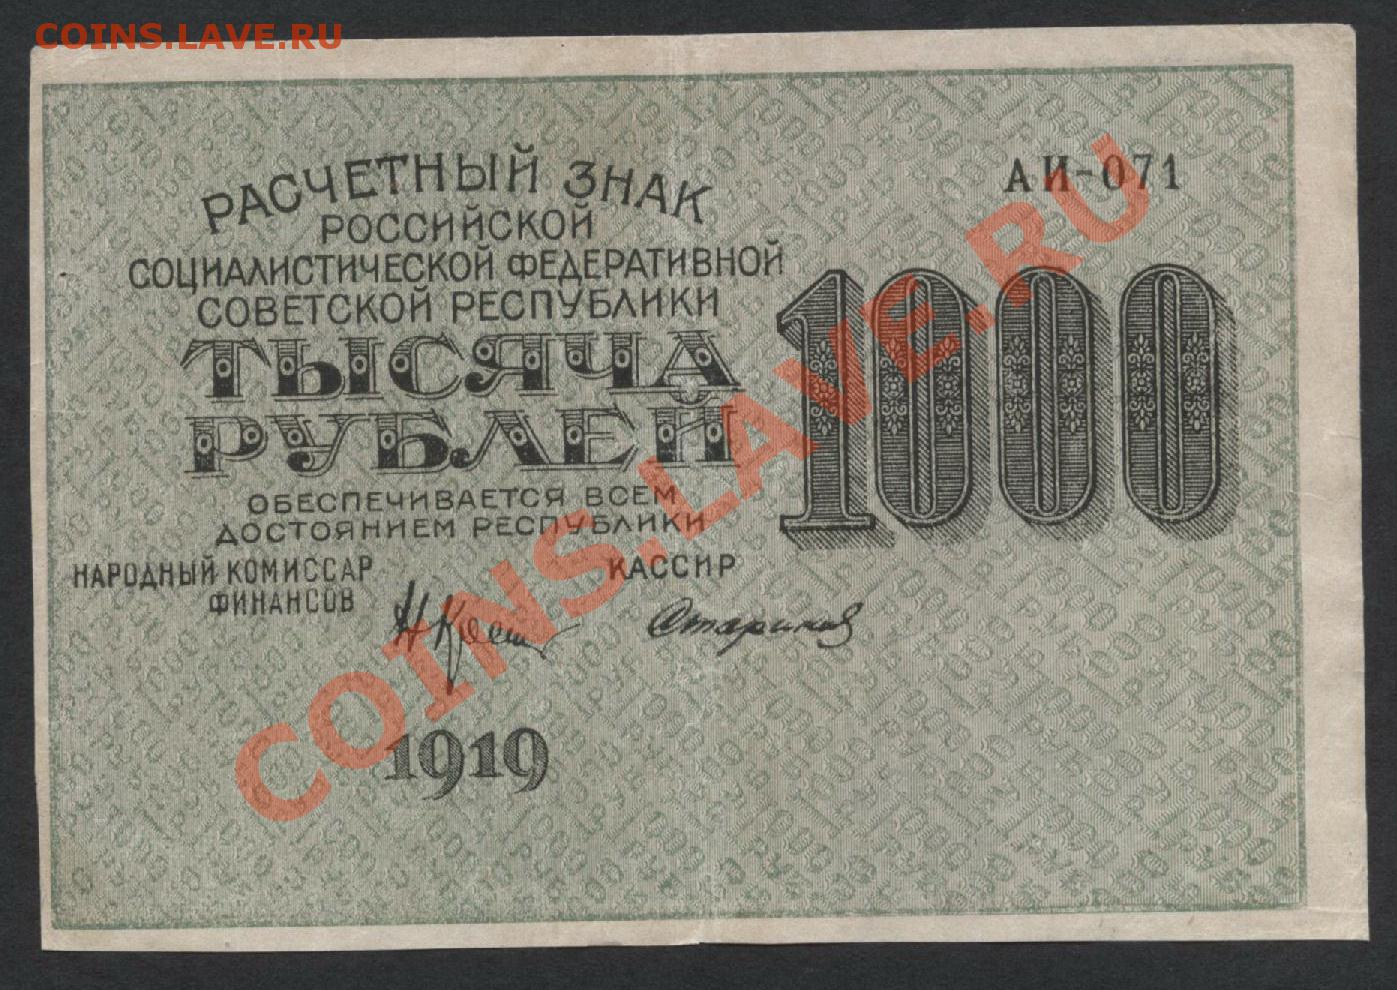 COINS.LAVE.RU
РАСЧЕТНЫЙ ЗНАК
РОССИЙСКОЙ
СОЦИАЛИСТИЧЕСКОЙ ФЕДЕРАТИВНОЙ
СОВЕТСКОЙ РЕСПУБЛИКИ
ТЫСЯЧА
РУБЛЕЙ
ОБЕСПЕЧИВАЕТСЯ ВСЕМ
ДОСТОЯНИЕМ РЕСПУБЛИКИ
НАРОДНЫЙ КОМИССАР
ФИНАНСОВ
КАССИР
Стариков
1919
АИ-071
1000
COINS.LAVE.RU